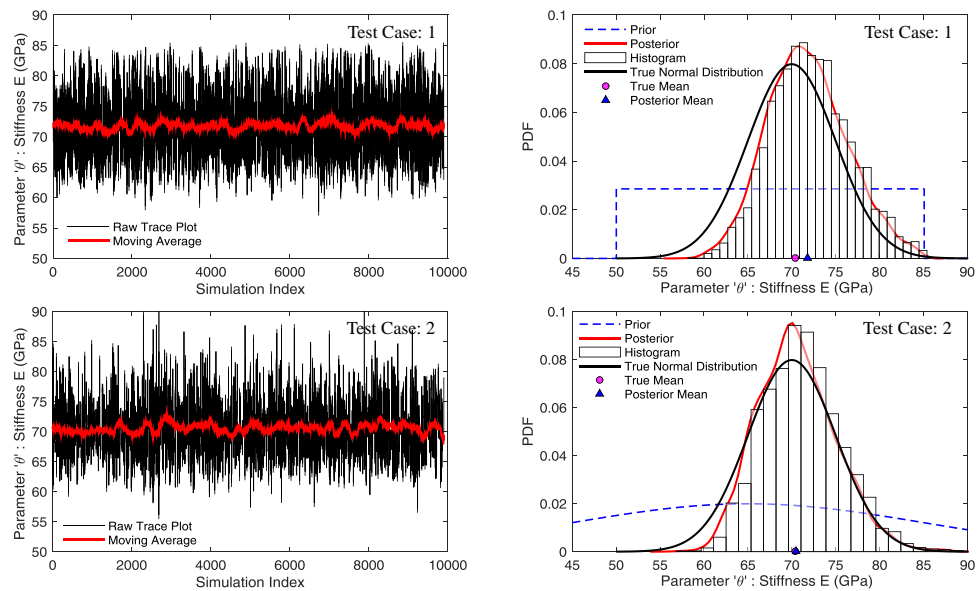 Test Case: 1
90
85
80
75
70
65
60
55
50
Parameter 'θ' : Stiffness E (GPa)
Raw Trace Plot
Moving Average
0 2000 4000 6000 8000 10000
Simulation Index
Test Case: 1
Prior
Posterior
Histogram
True Normal Distribution
True Mean
Posterior Mean
0.1
0.08
0.06
0.04
0.02
0
PDF
45 50 55 60 65 70 75 80 85 90
Parameter 'θ' : Stiffness E (GPa)
Test Case: 2
90
85
80
75
70
65
60
55
50
Parameter 'θ' : Stiffness E (GPa)
Raw Trace Plot
Moving Average
0 2000 4000 6000 8000 10000
Simulation Index
Test Case: 2
Prior
Posterior
Histogram
True Normal Distribution
True Mean
Posterior Mean
0.1
0.08
0.06
0.04
0.02
0
PDF
45 50 55 60 65 70 75 80 85 90
Parameter 'θ' : Stiffness E (GPa)